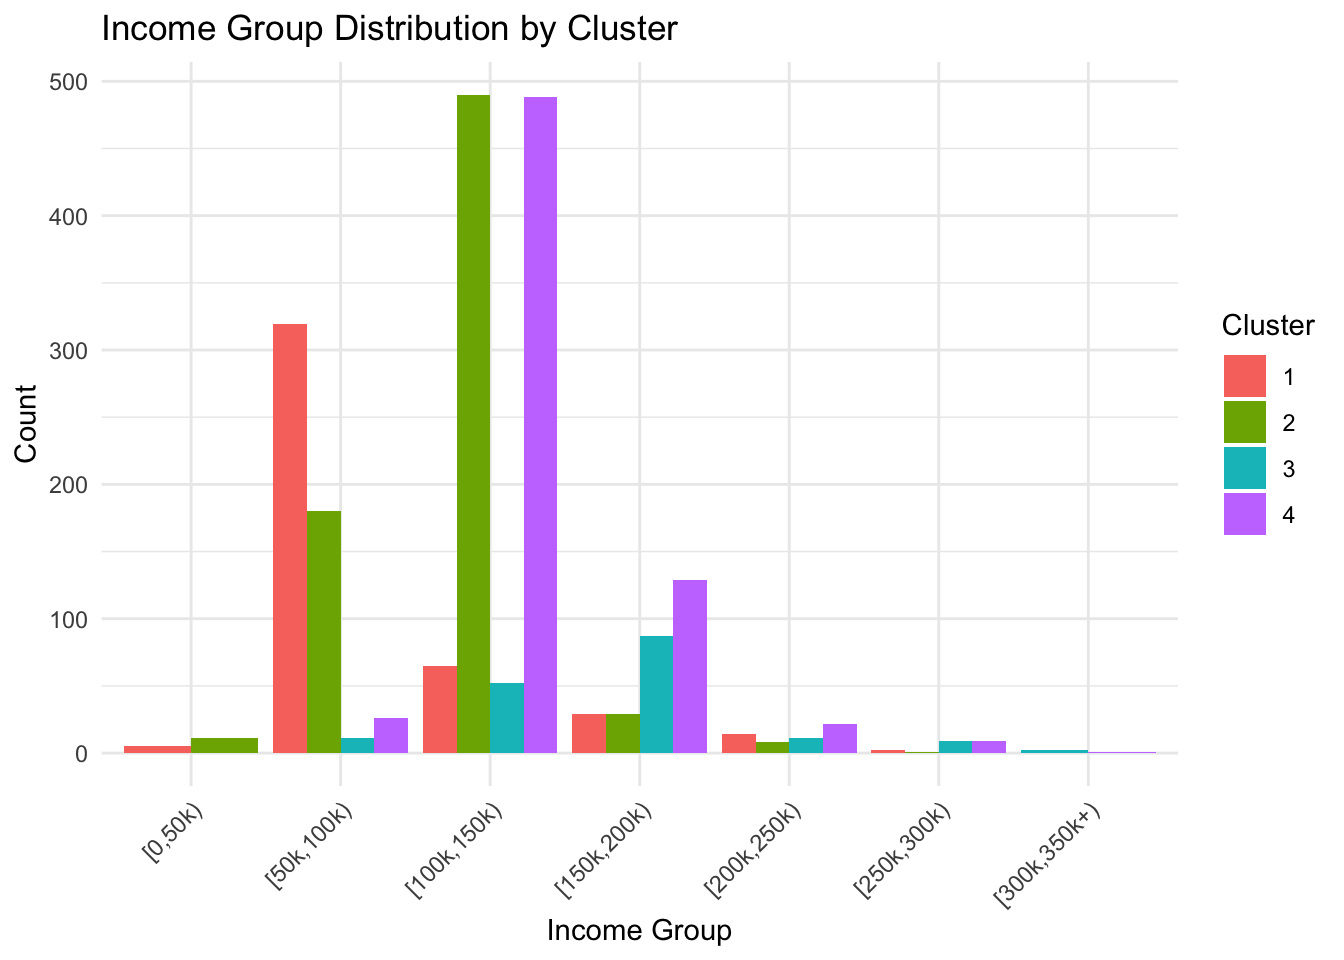 Income Group Distribution by Cluster
500
400
300
200
100
0
Count
[0,50k)
[50k,100k)
[100k,150k)
[150k,200k)
[200k,250k)
[250k,300k)
[300k,350k+)
Income Group
Cluster
1
2
3
4